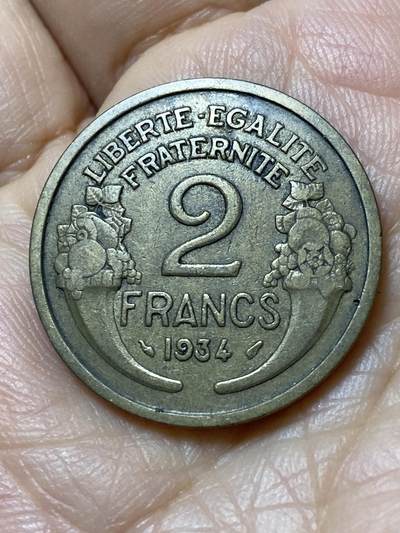 LIBERTE-EGALITE
FRATERNITE
2
FRANCS
1934